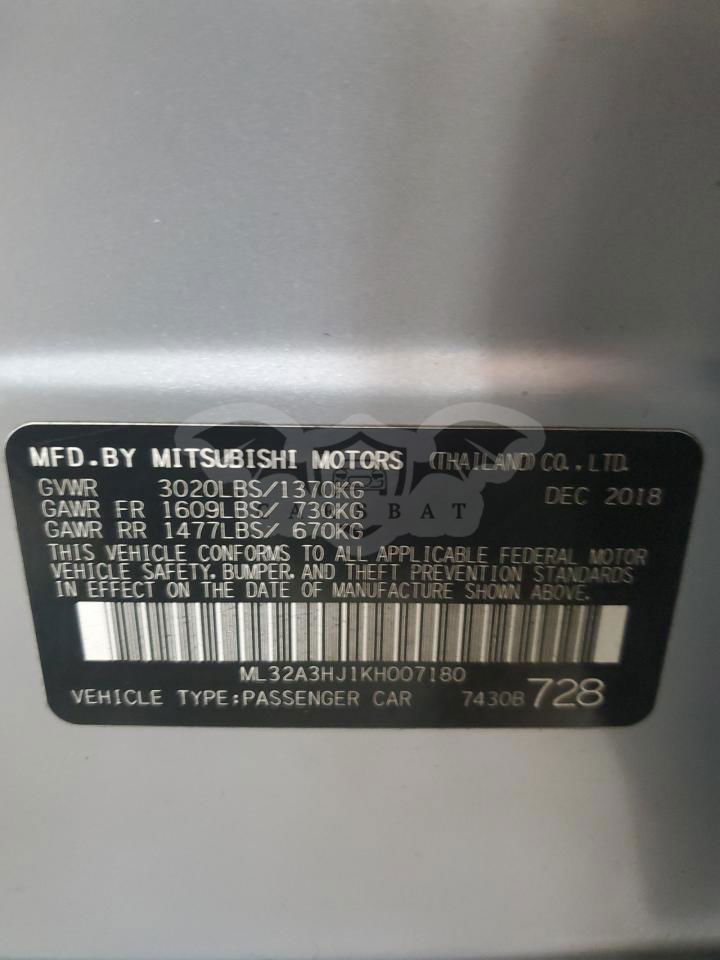 MFD.BY MITSUBISHI MOTORS (THAILAND) CO.,LTD.
GVWR 3020LBS/1370KG DEC 2018
GAWR FR 1609LBS/ 730KG
CARSBAT
GAWR RR 1477LBS/ 670KG
THIS VEHICLE CONFORMS TO ALL APPLICABLE FEDERAL MOTOR
VEHICLE SAFETY, BUMPER, AND THEFT PREVENTION STANDARDS
IN EFFECT ON THE DATE OF MANUFACTURE SHOWN ABOVE.
ML32A3HJ1KH007180
VEHICLE TYPE:PASSENGER CAR 7430B 728